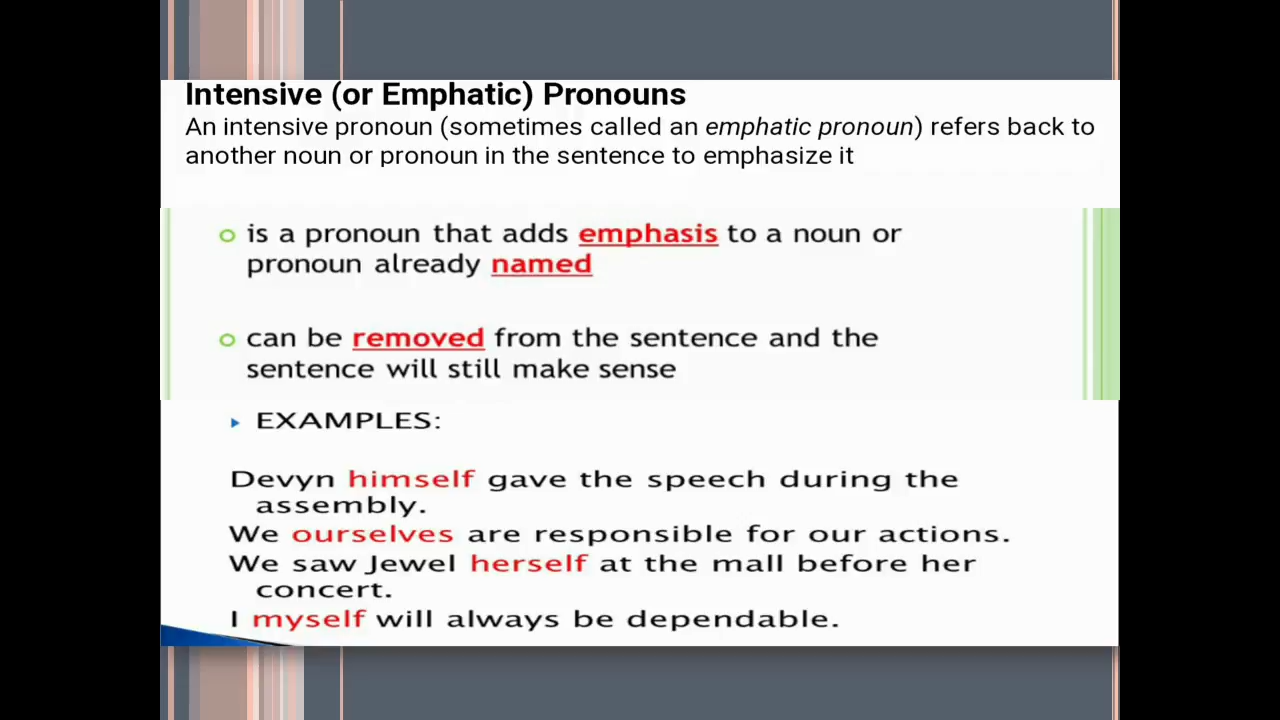 Intensive (or Emphatic) Pronouns
An intensive pronoun (sometimes called an emphatic pronoun) refers back to
another noun or pronoun in the sentence to emphasize it
is a pronoun that adds emphasis to a noun or
pronoun already named
can be removed from the sentence and the
sentence will still make sense
EXAMPLES:
Devyn himself gave the speech during the
assembly.
We ourselves are responsible for our actions.
We saw Jewel herself at the mall before her
concert.
I myself will always be dependable.